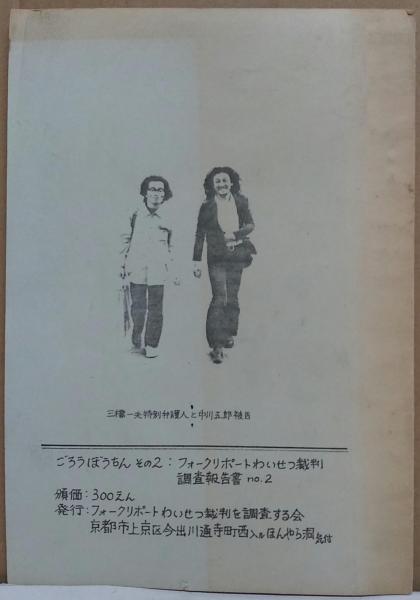 三橋一夫特別弁護人と中川五郎被告
ごろうぼうちん その2：フォークリポートわいせつ裁判
調査報告書 no.2
頒価：300えん
発行：フォークリポートわいせつ裁判を調査する会
京都市上京区今出川通寺町西入ルほんやら洞気付